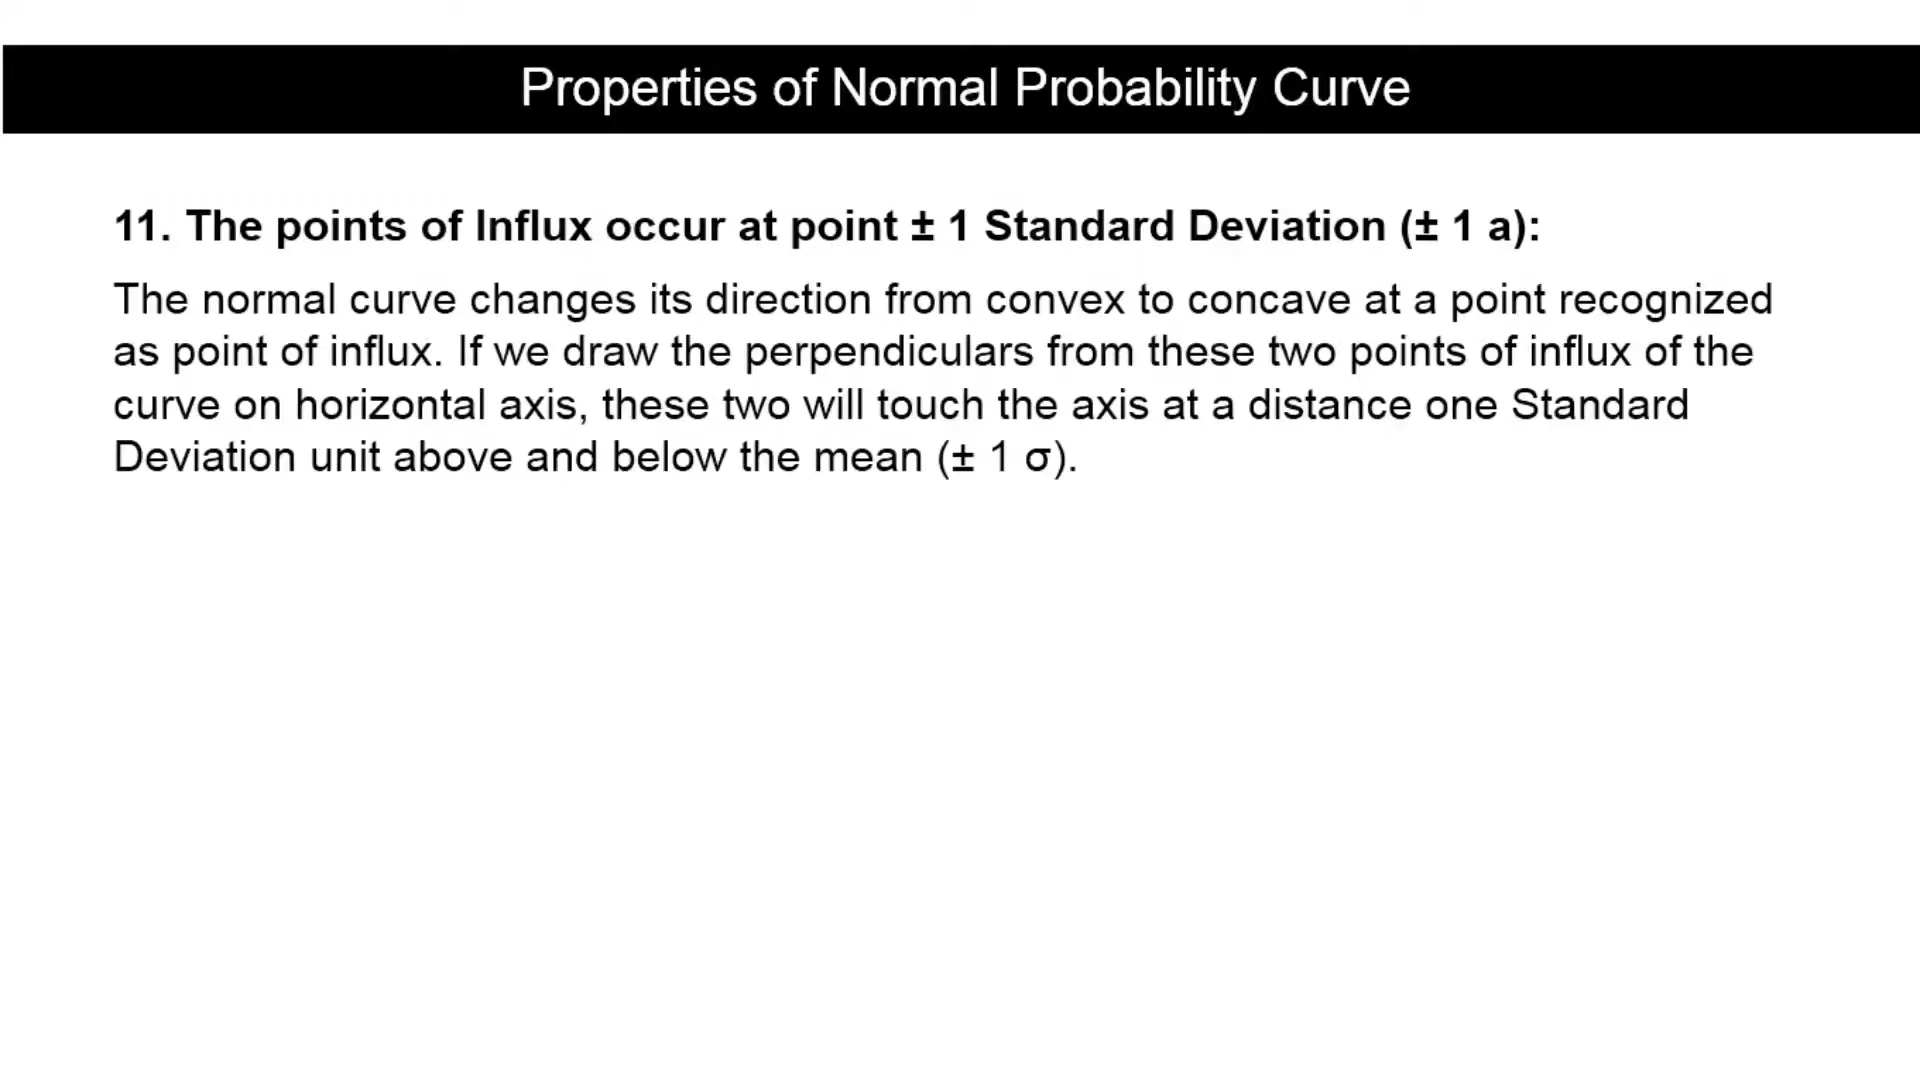 Properties of Normal Probability Curve
11. The points of Influx occur at point ± 1 Standard Deviation (± 1 a):
The normal curve changes its direction from convex to concave at a point recognized
as point of influx. If we draw the perpendiculars from these two points of influx of the
curve on horizontal axis, these two will touch the axis at a distance one Standard
Deviation unit above and below the mean (± 1 σ).